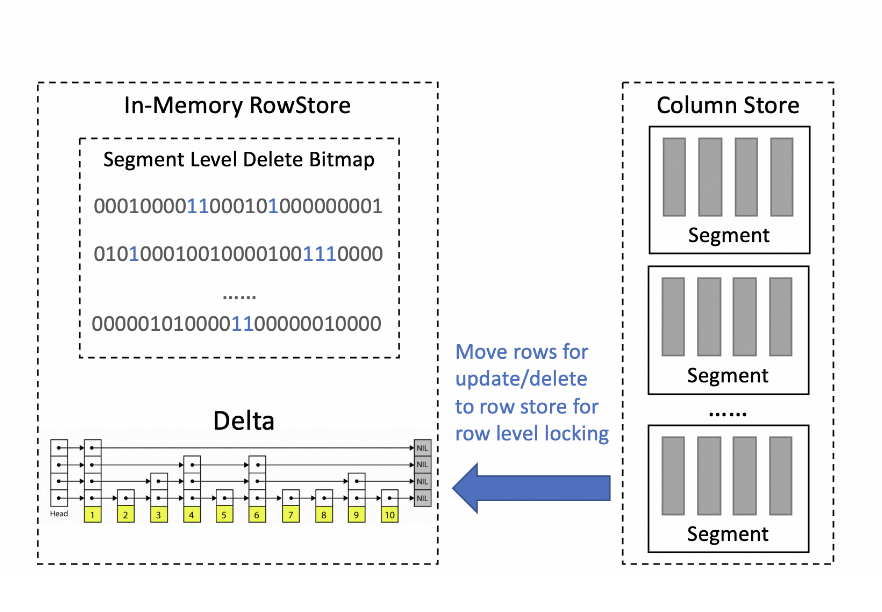 In-Memory RowStore
Segment Level Delete Bitmap
000100001100010100000001
0101000100100001001110000
......
0000010100001100000010000
Delta
NIL
NIL
NIL
NIL
Head
1 2 3 4 5 6 7 8 9 10
Move rows for
update/delete
to row store for
row level locking
Column Store
Segment
Segment
......
Segment